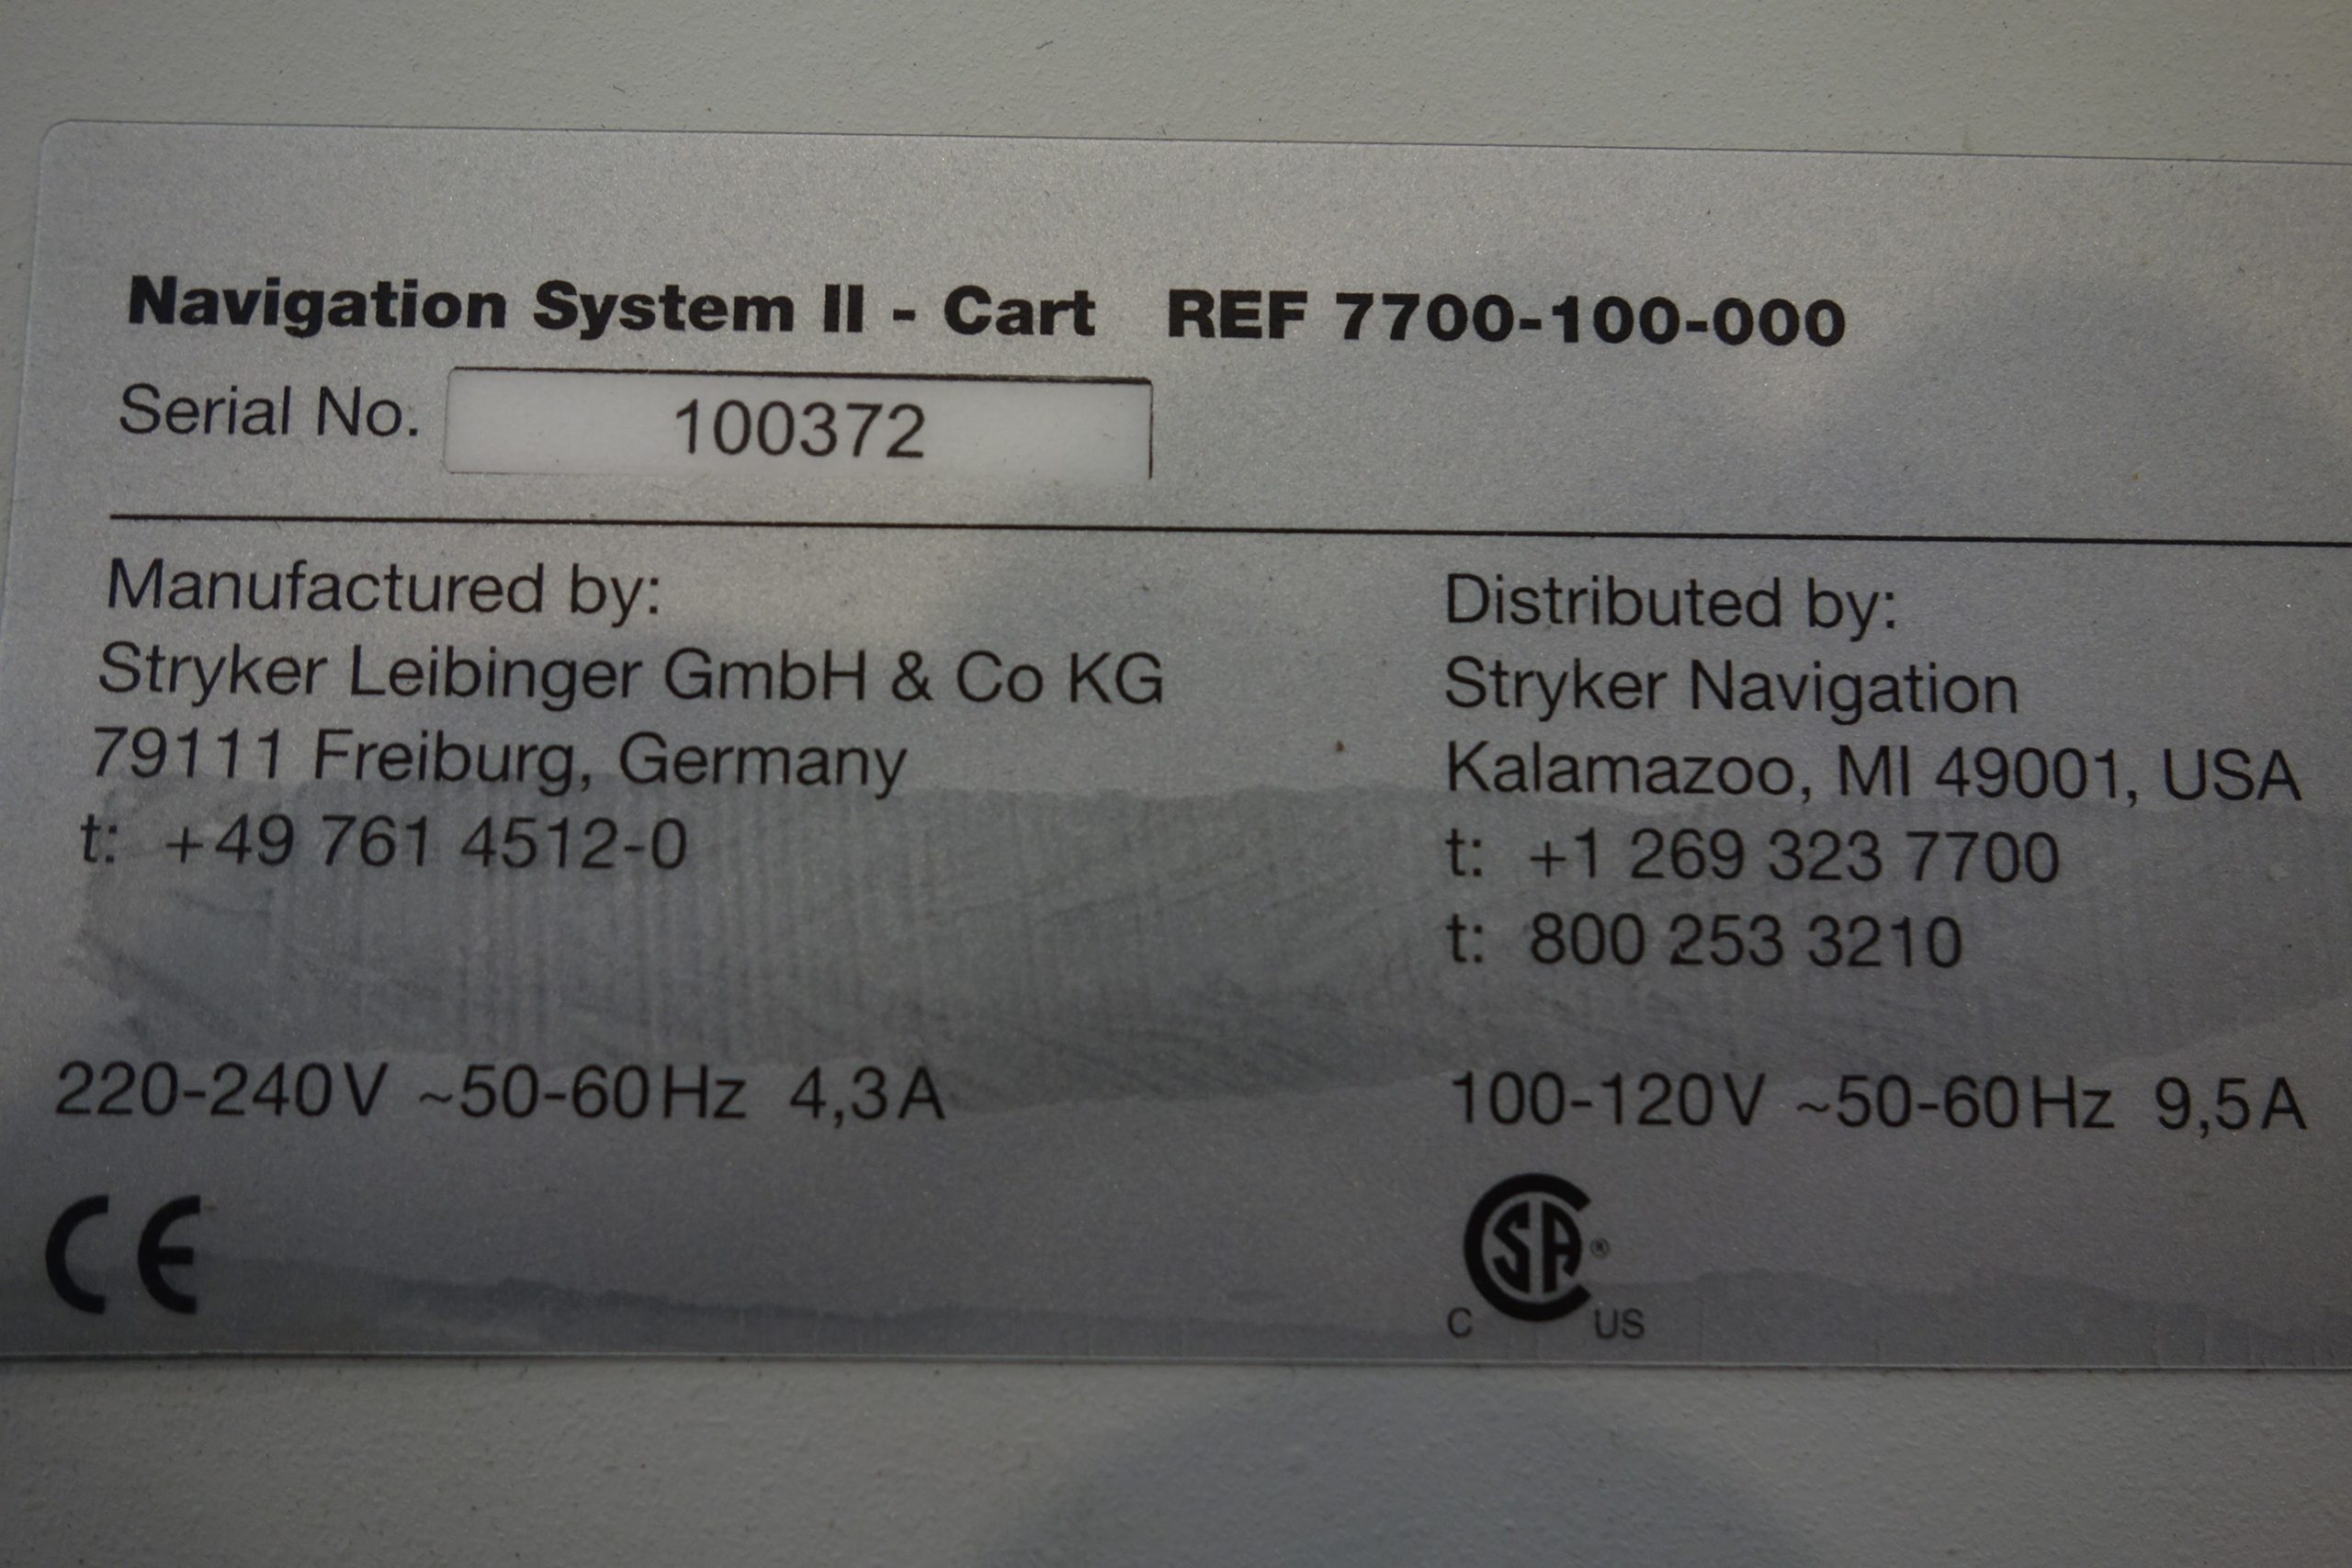 Navigation System II - Cart REF 7700-100-000
Serial No. 100372
Manufactured by:
Stryker Leibinger GmbH & Co KG
79111 Freiburg, Germany
t: +49 761 4512-0
220-240V ~50-60Hz 4,3A
CE
Distributed by:
Stryker Navigation
Kalamazoo, MI 49001, USA
t: +1 269 323 7700
t: 800 253 3210
100-120V ~50-60Hz 9,5A
CSA®
C US